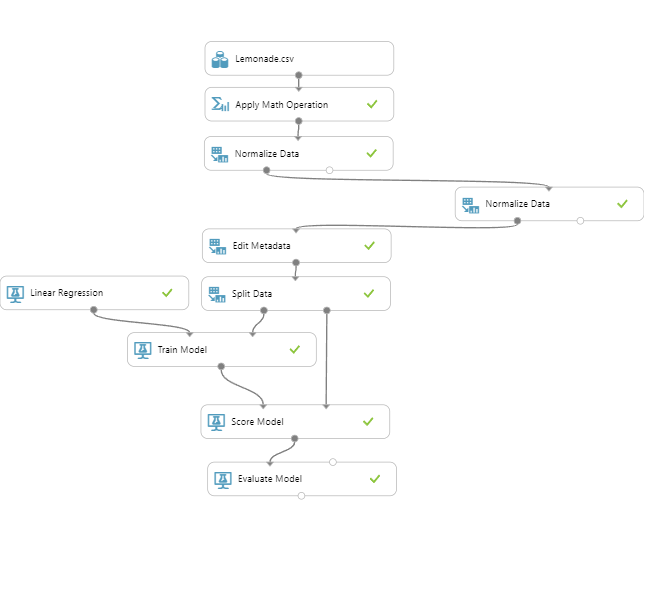 Lemonade.csv
Apply Math Operation
Normalize Data
Normalize Data
Edit Metadata
Linear Regression
Split Data
Train Model
Score Model
Evaluate Model